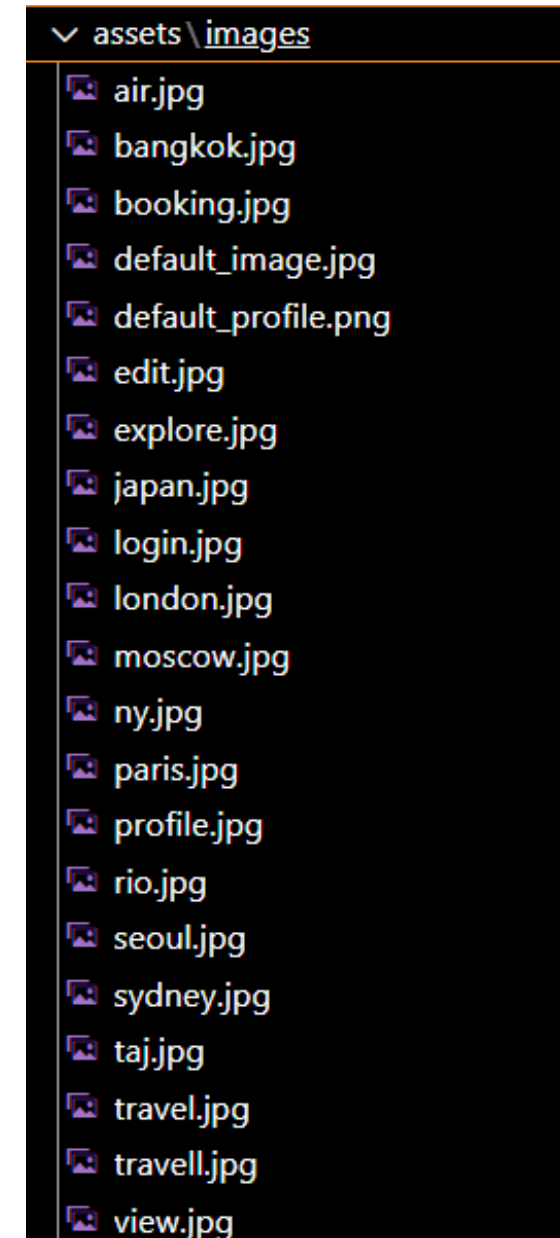 assets\images
air.jpg
bangkok.jpg
booking.jpg
default_image.jpg
default_profile.png
edit.jpg
explore.jpg
japan.jpg
login.jpg
london.jpg
moscow.jpg
ny.jpg
paris.jpg
profile.jpg
rio.jpg
seoul.jpg
sydney.jpg
taj.jpg
travel.jpg
travell.jpg
view.jpg